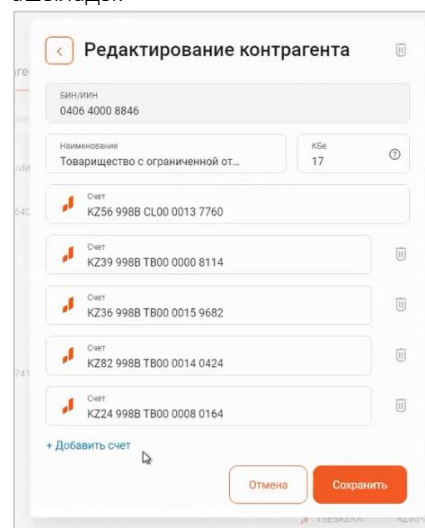 Редактирование контрагента
БИН/ИИН
0406 4000 8846
Наименование
Товарищество с ограниченной от...
КБе
17
Счет
KZ56 998B CL00 0013 7760
Счет
KZ39 998B TB00 0000 8114
Счет
KZ36 998B TB00 0015 9682
Счет
KZ82 998B TB00 0014 0424
Счет
KZ24 998B TB00 0008 0164
+ Добавить счет
Отмена
Сохранить